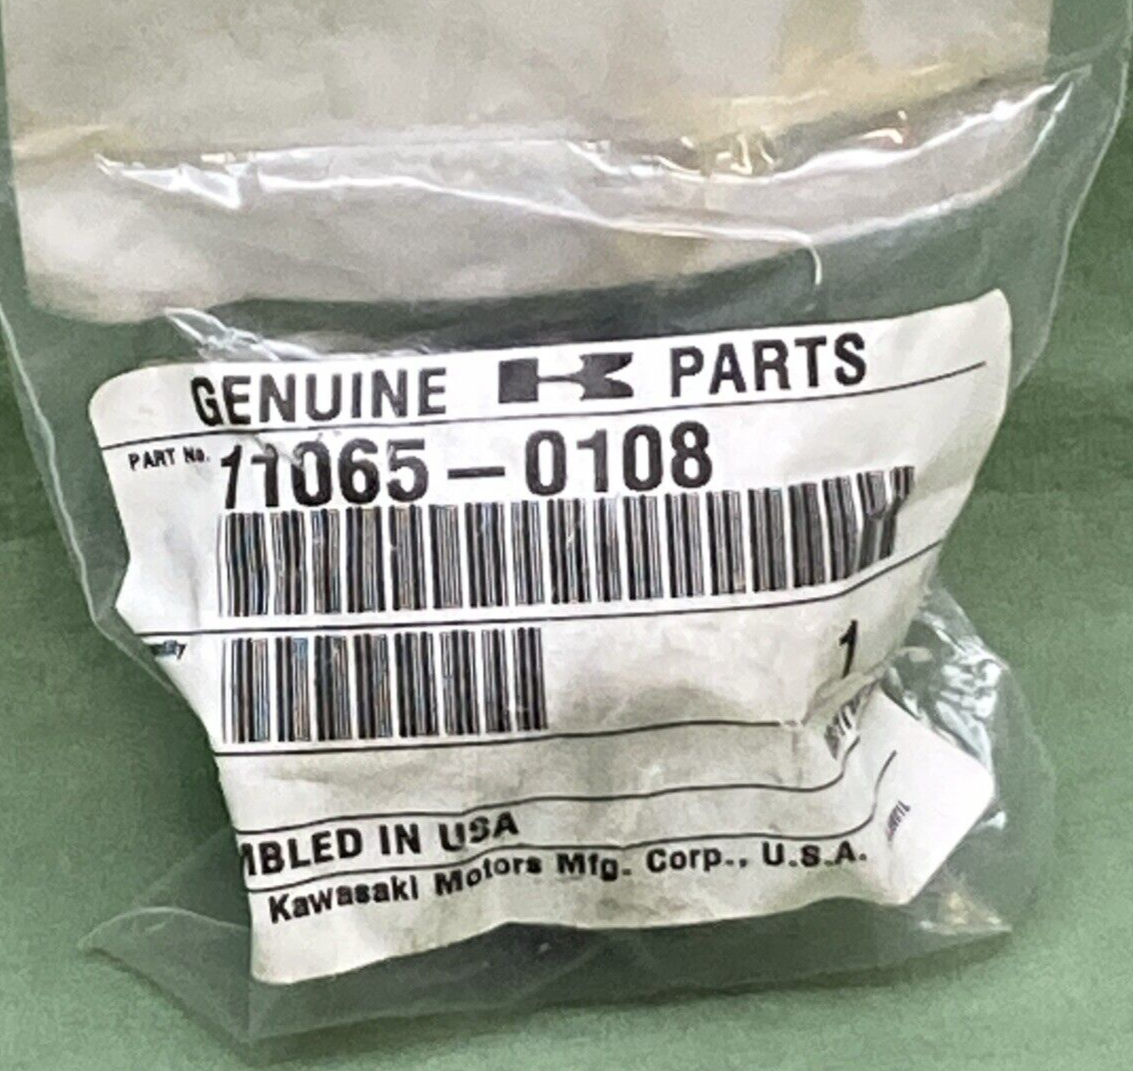 GENUINE K PARTS
PART No. 11065-0108
1
MBLED IN USA
Kawasaki Motors Mfg. Corp., U.S.A.